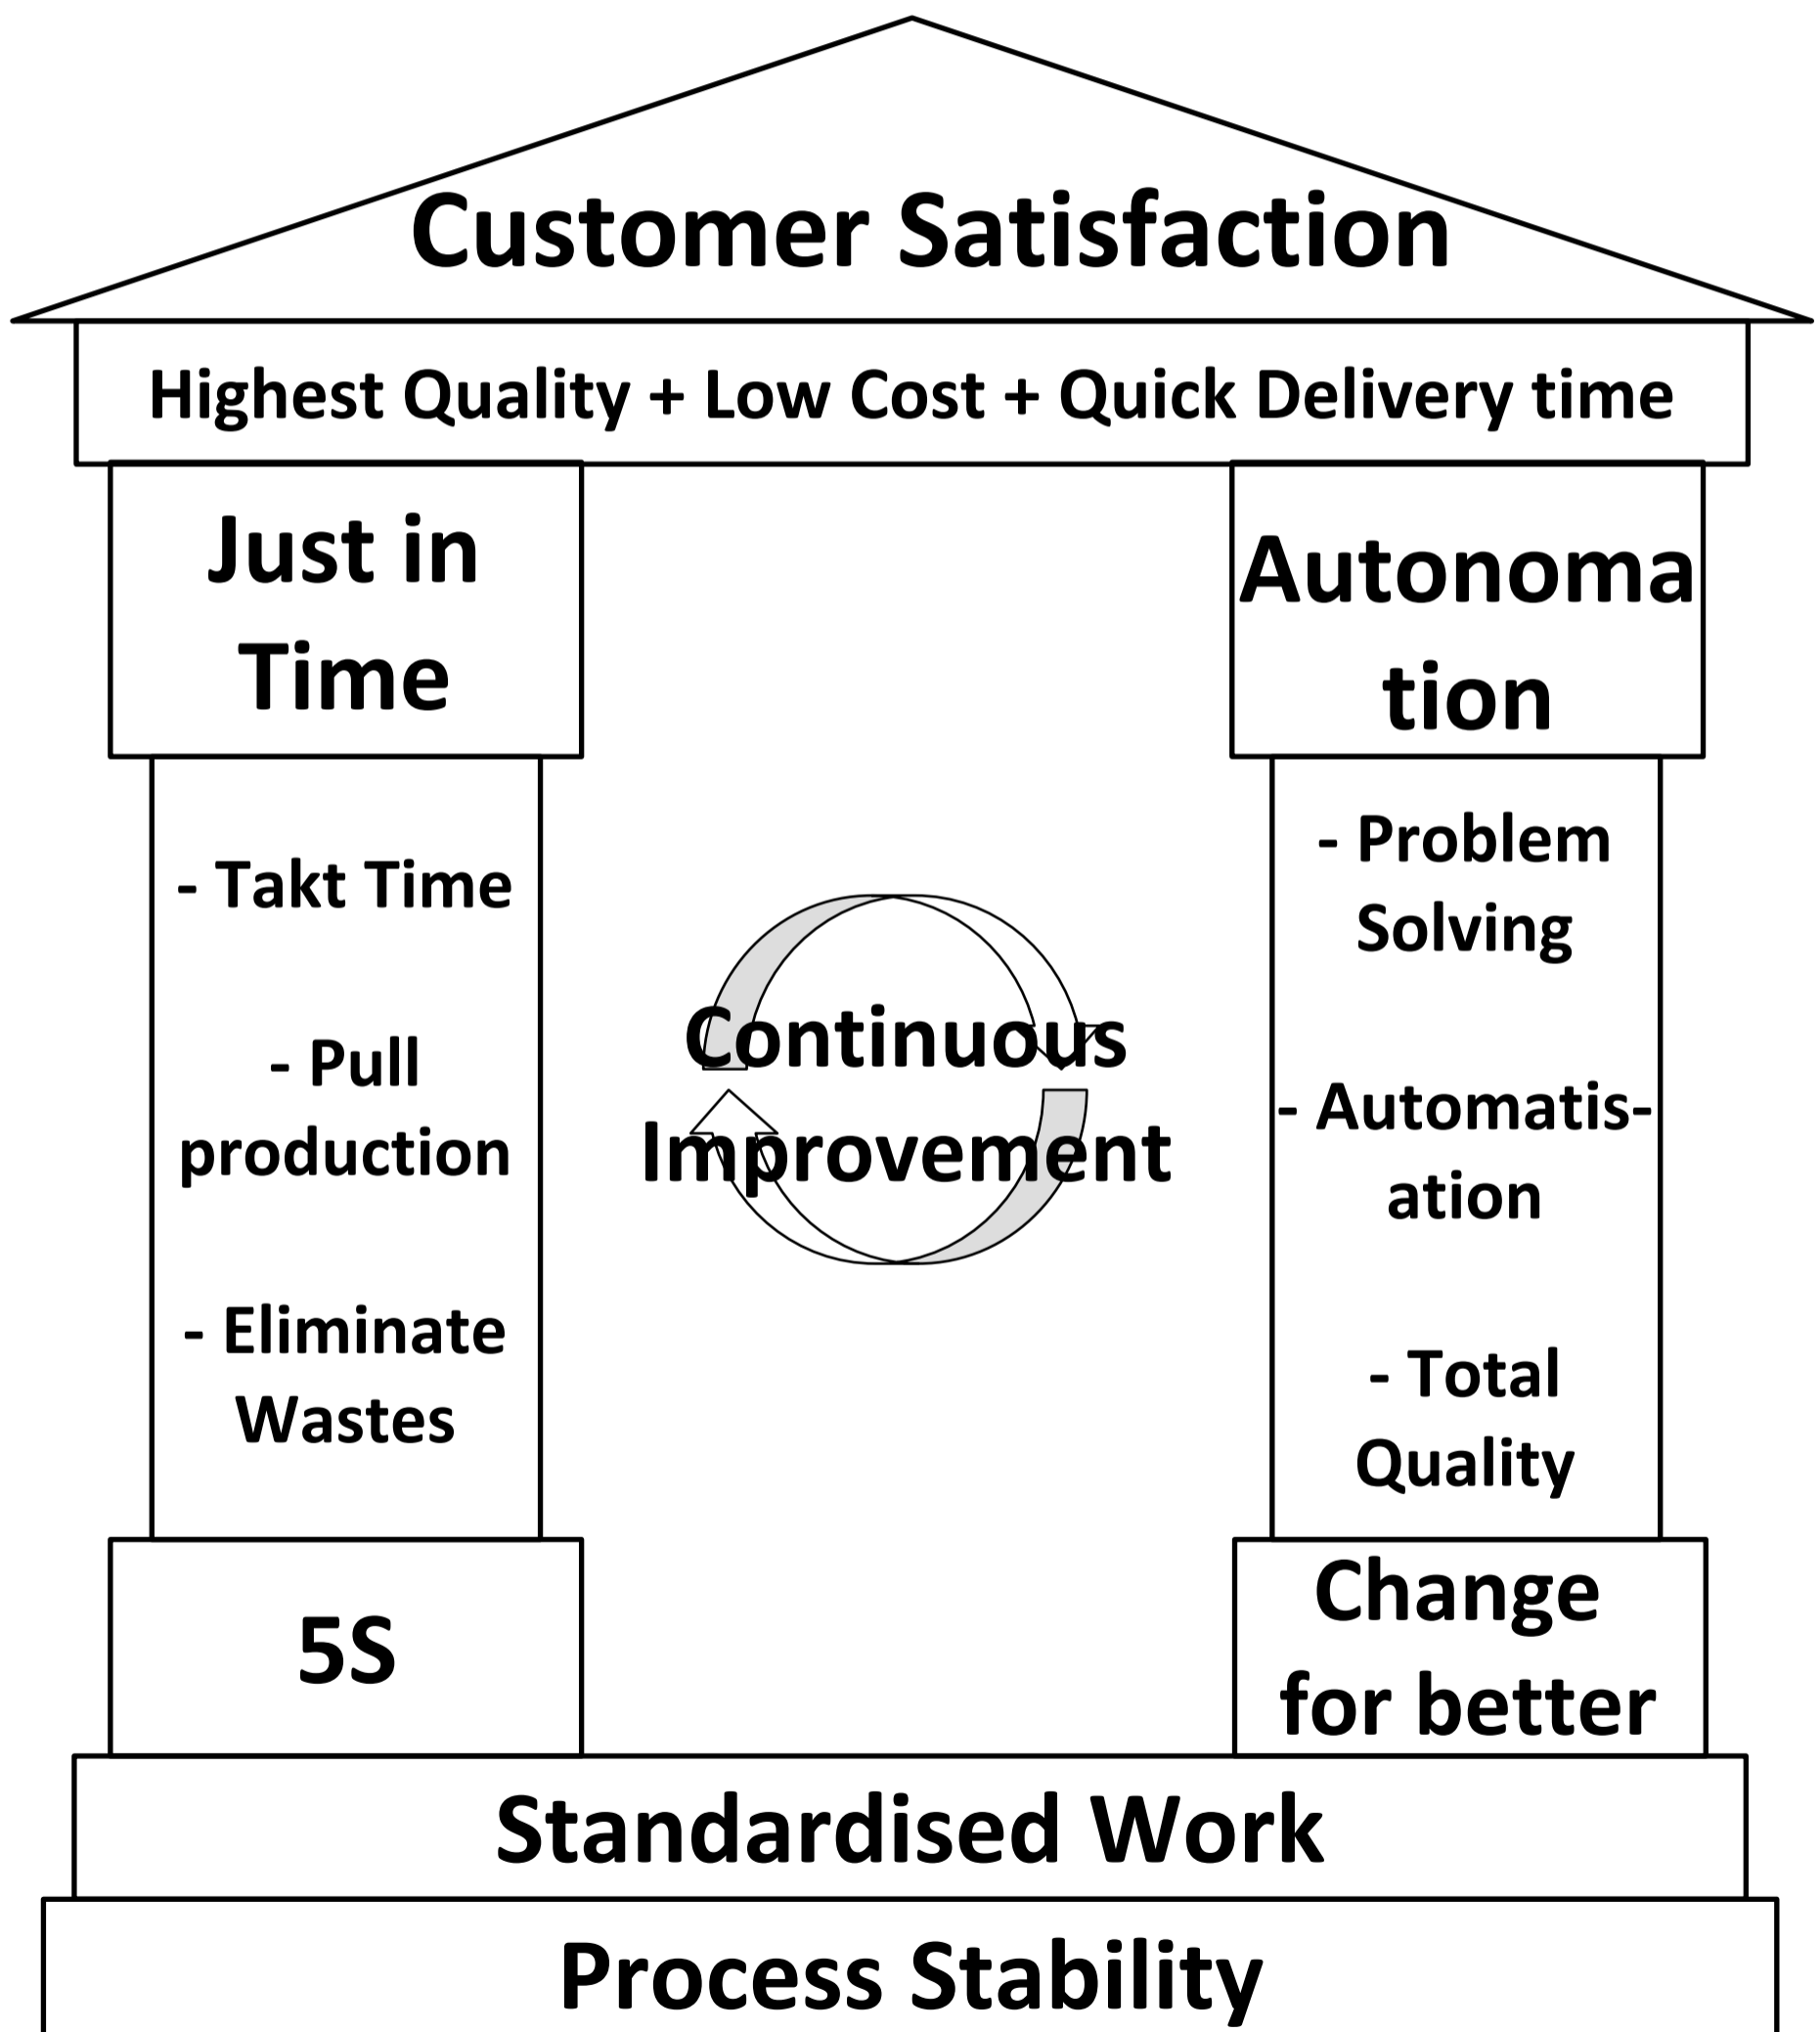 Customer Satisfaction
Highest Quality + Low Cost + Quick Delivery time
Just in
Time
- Takt Time
- Pull
production
- Eliminate
Wastes
5S
Continuous
Improvement
Autonoma
tion
- Problem
Solving
- Automatis-
ation
- Total
Quality
Change
for better
Standardised Work
Process Stability